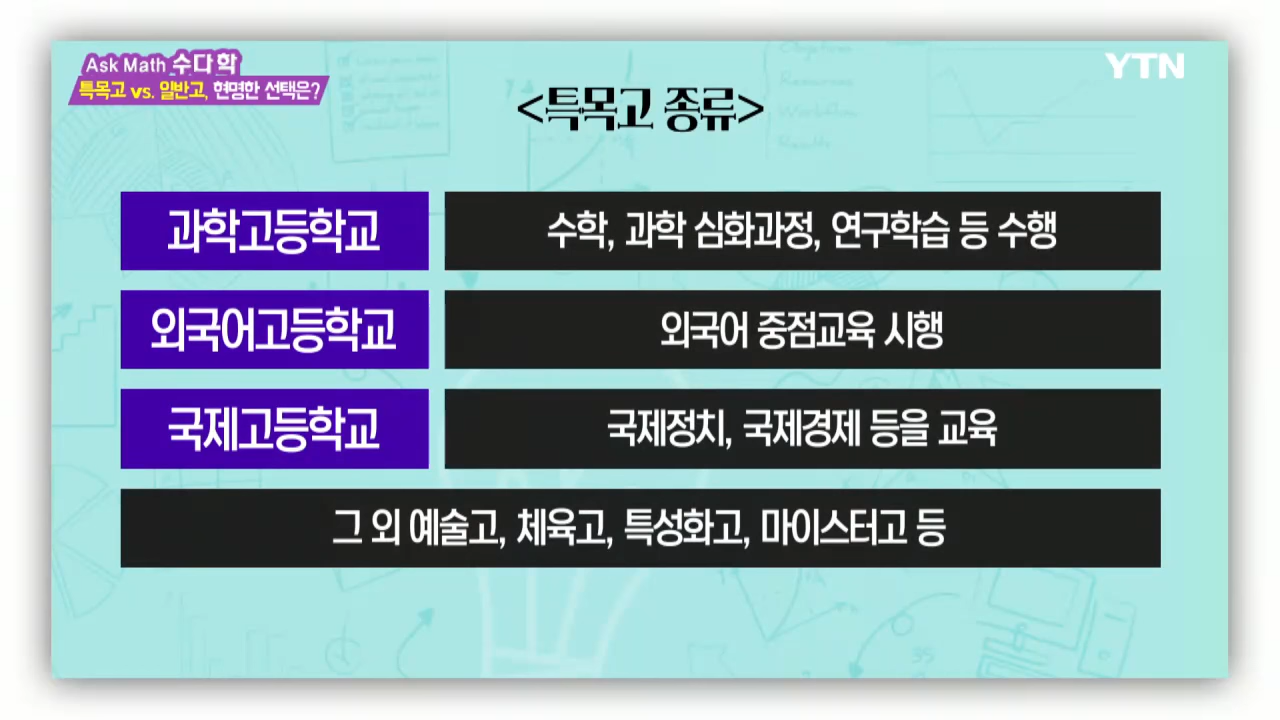 Ask Math 수다학
특목고 vs. 일반고, 현명한 선택은?
YTN
<특목고 종류>
과학고등학교
수학, 과학 심화과정, 연구학습 등 수행
외국어고등학교
외국어 중점교육 시행
국제고등학교
국제정치, 국제경제 등을 교육
그 외 예술고, 체육고, 특성화고, 마이스터고 등